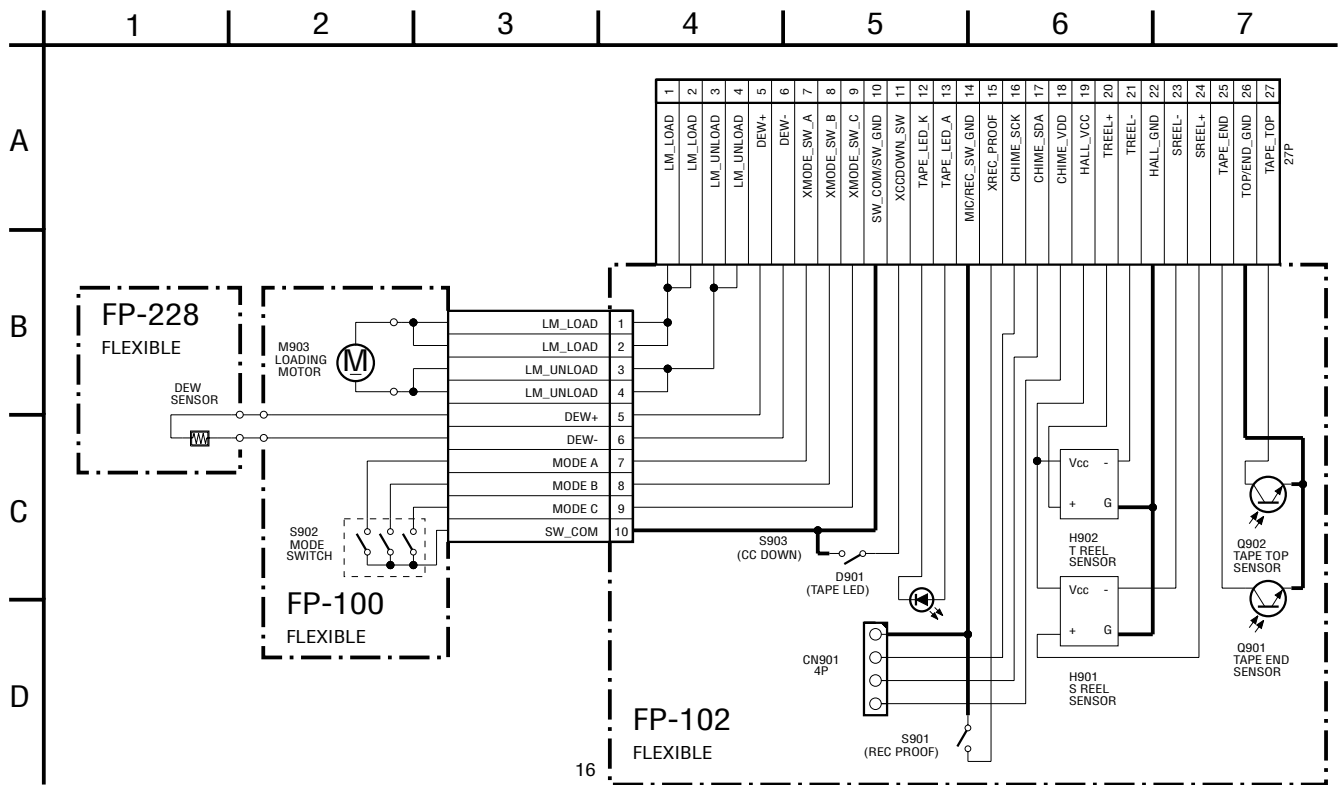 1 2 3 4 5 6 7
A
B
C
D
1 2 3 4 5 6 7 8 9 10 11 12 13 14 15 16 17 18 19 20 21 22 23 24 25 26 27
LM_LOAD
LM_LOAD
LM_UNLOAD
LM_UNLOAD
DEW+
DEW-
XMODE_SW_A
XMODE_SW_B
XMODE_SW_C
SW_COM/SW_GND
XCCDOWN_SW
TAPE_LED_K
TAPE_LED_A
MIC/REC_SW_GND
XREC_PROOF
CHIME_SCK
CHIME_SDA
CHIME_VDD
HALL_VCC
TREEL+
TREEL-
HALL_GND
SREEL-
SREEL+
TAPE_END
TOP/END_GND
TAPE_TOP
27P
FP-228
FLEXIBLE
DEW
SENSOR
M903
LOADING
MOTOR
M
S902
MODE
SWITCH
FP-100
FLEXIBLE
LM_LOAD 1
LM_LOAD 2
LM_UNLOAD 3
LM_UNLOAD 4
DEW+ 5
DEW- 6
MODE A 7
MODE B 8
MODE C 9
SW_COM 10
S903
(CC DOWN)
D901
(TAPE LED)
CN901
4P
S901
(REC PROOF)
Vcc -
+ G
H902
T REEL
SENSOR
Vcc -
+ G
H901
S REEL
SENSOR
Q902
TAPE TOP
SENSOR
Q901
TAPE END
SENSOR
FP-102
FLEXIBLE
16